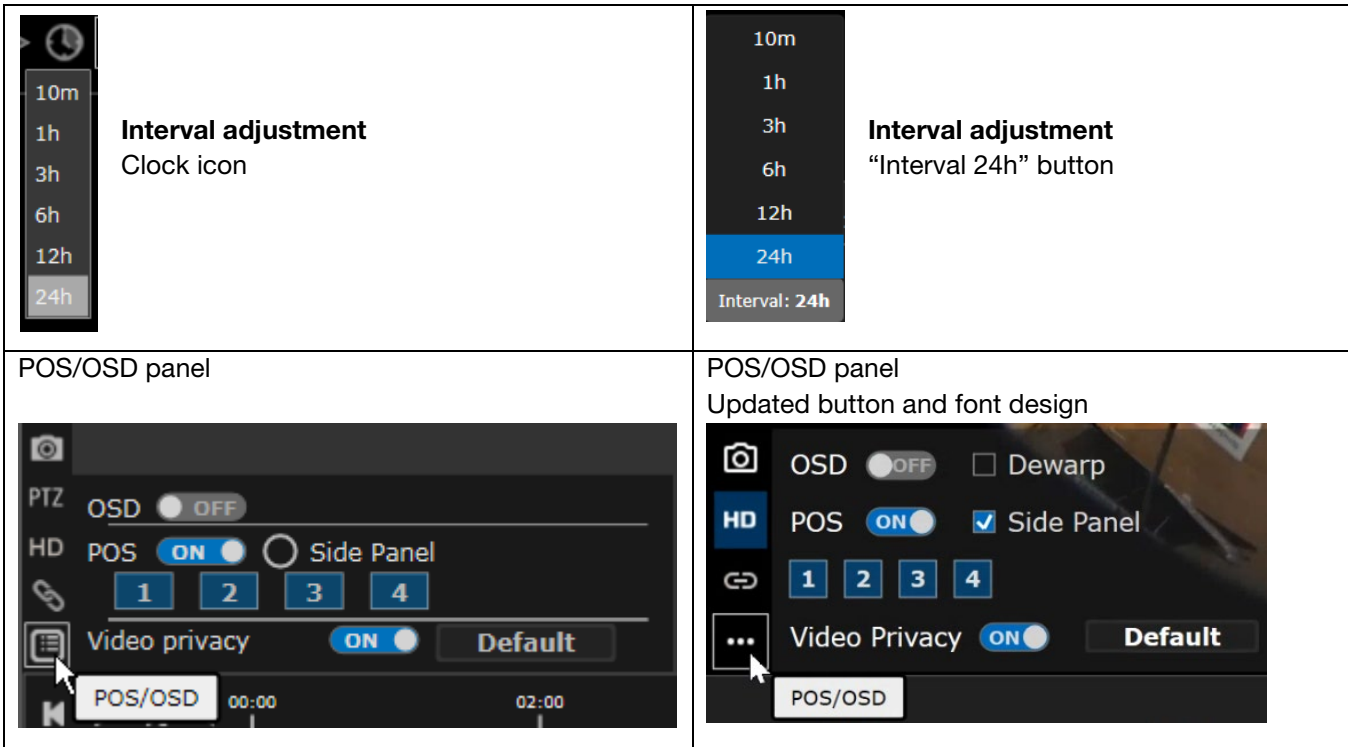 10m
1h
3h
6h
12h
24h
Interval adjustment
Clock icon
10m
1h
3h
6h
12h
24h
Interval: 24h
Interval adjustment
“Interval 24h” button
POS/OSD panel
PTZ
OSD OFF
HD
POS ON Side Panel
1 2 3 4
Video privacy ON Default
POS/OSD
00:00 02:00
POS/OSD panel
Updated button and font design
OSD OFF Dewarp
HD
POS ON Side Panel
1 2 3 4
Video Privacy ON Default
POS/OSD